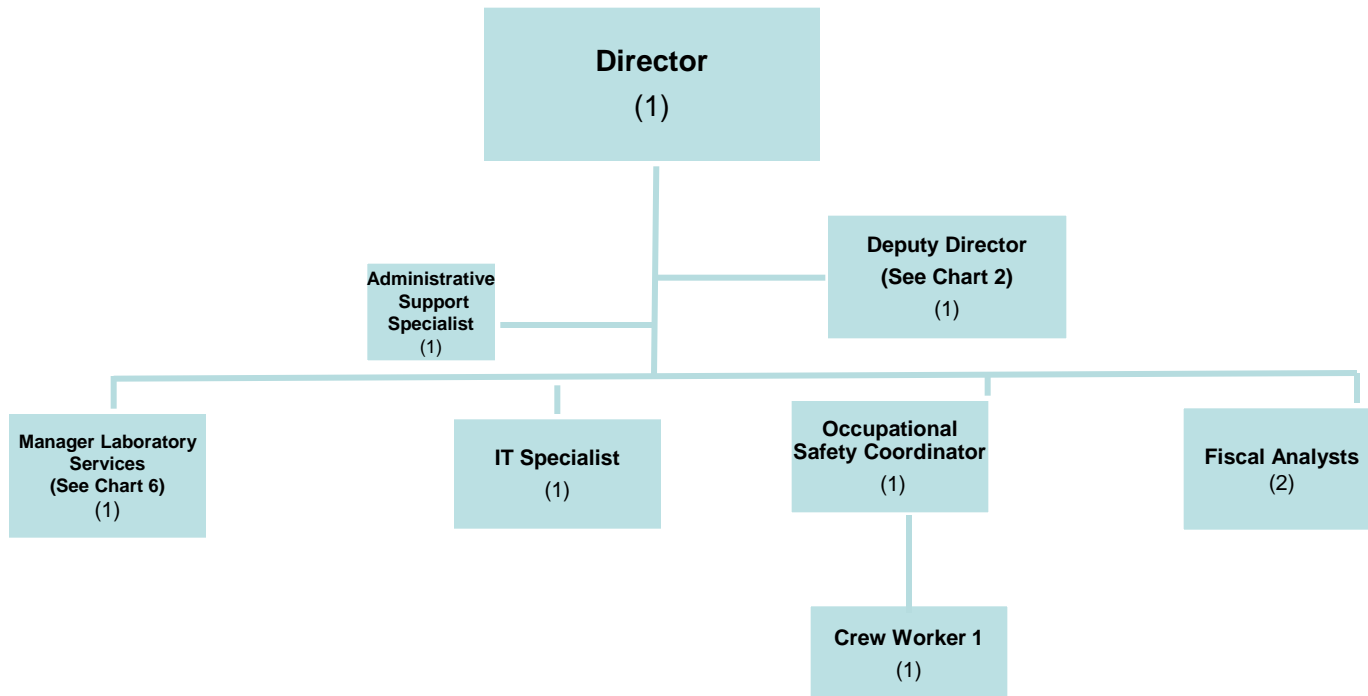 Director
(1)
Deputy Director
(See Chart 2)
(1)
Administrative
Support
Specialist
(1)
Manager Laboratory
Services
(See Chart 6)
(1)
IT Specialist
(1)
Occupational
Safety Coordinator
(1)
Fiscal Analysts
(2)
Crew Worker 1
(1)